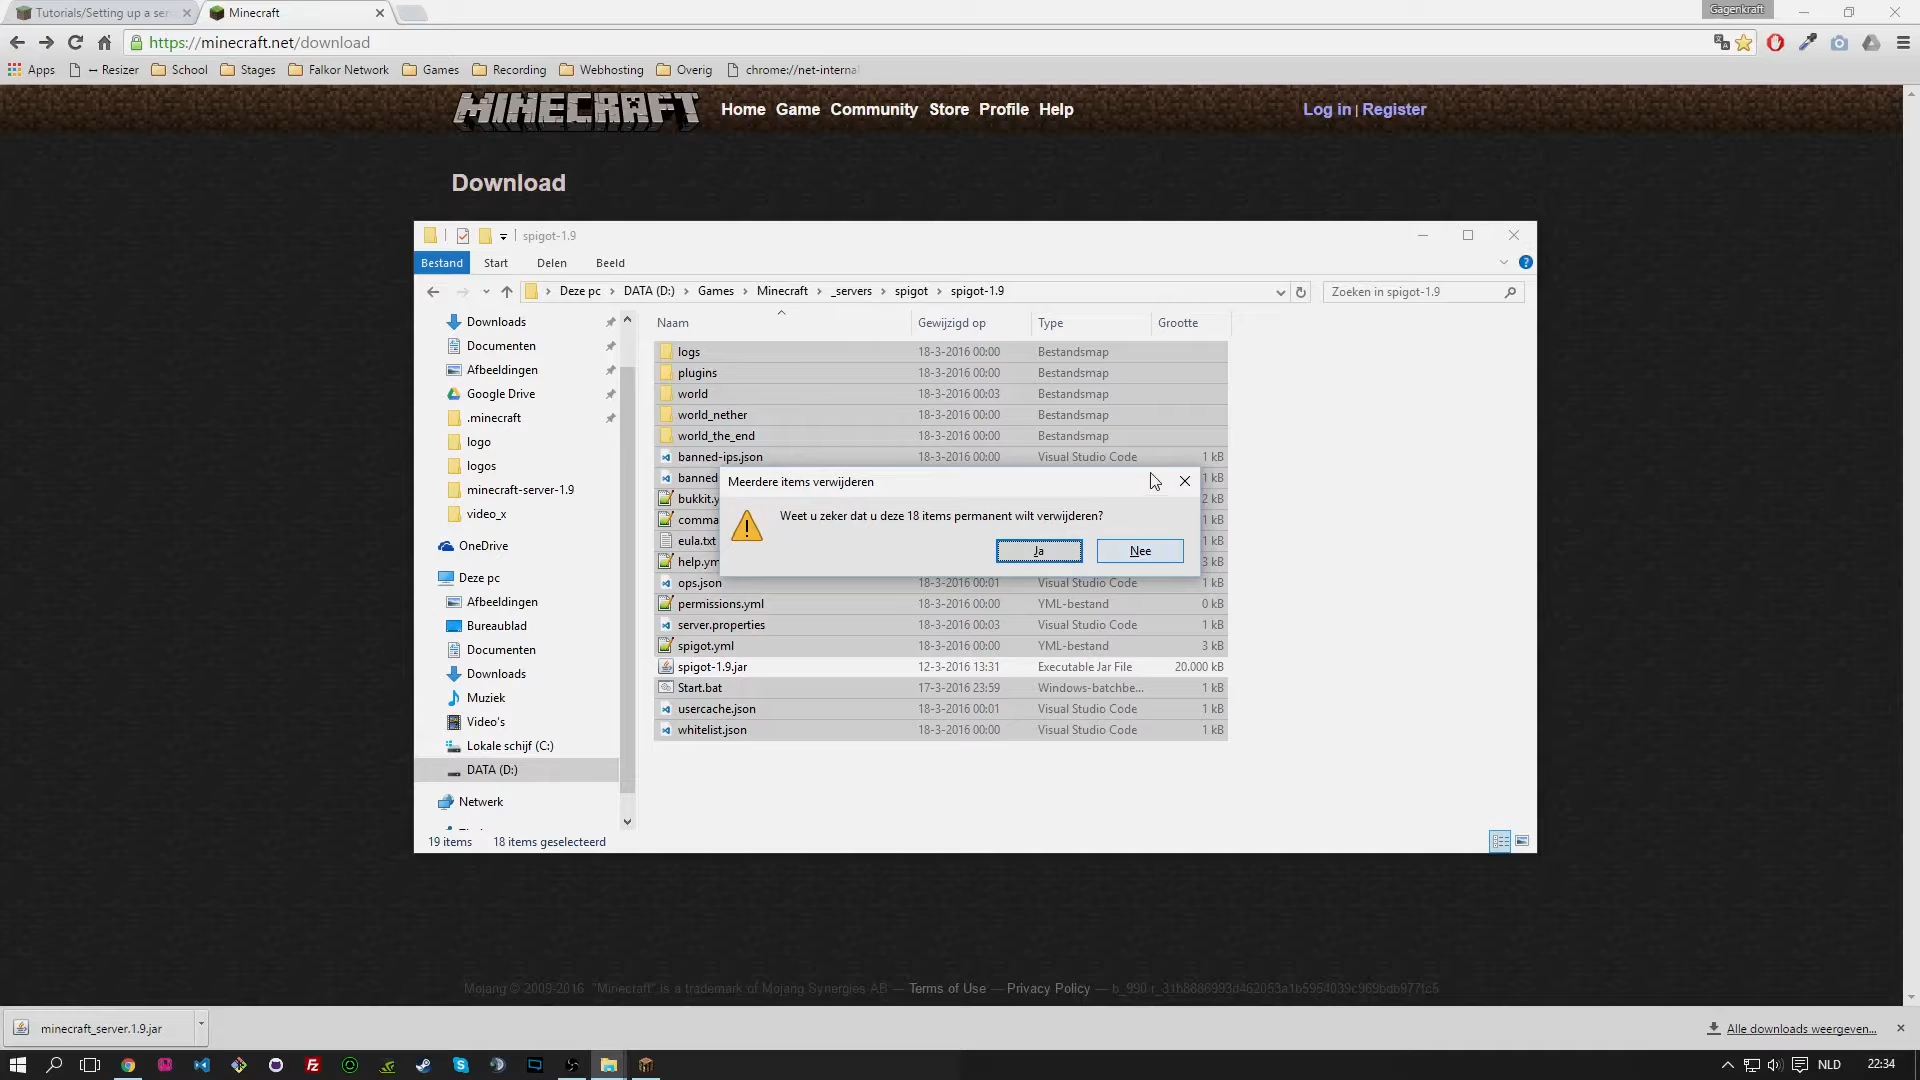 Tutorials/Setting up a ser
Minecraft
Gagenkraft
https://minecraft.net/download
Apps
↔ Resizer
School
Stages
Falkor Network
Games
Recording
Webhosting
Overig
chrome://net-interna
MINECRAFT
Home Game Community Store Profile Help
Log in | Register
Download
spigot-1.9
Bestand Start Delen Beeld
Deze pc › DATA (D:) › Games › Minecraft › _servers › spigot › spigot-1.9
Zoeken in spigot-1.9
Downloads
Documenten
Afbeeldingen
Google Drive
.minecraft
logo
logos
minecraft-server-1.9
video_x
OneDrive
Deze pc
Afbeeldingen
Bureaublad
Documenten
Downloads
Muziek
Video's
Lokale schijf (C:)
DATA (D:)
Netwerk
Naam Gewijzigd op Type Grootte
logs 18-3-2016 00:00 Bestandsmap
plugins 18-3-2016 00:00 Bestandsmap
world 18-3-2016 00:03 Bestandsmap
world_nether 18-3-2016 00:00 Bestandsmap
world_the_end 18-3-2016 00:00 Bestandsmap
banned-ips.json 18-3-2016 00:00 Visual Studio Code 1 kB
banned 1 kB
bukkit.y 2 kB
comma 1 kB
eula.txt 1 kB
help.ym 3 kB
ops.json 18-3-2016 00:01 Visual Studio Code 1 kB
permissions.yml 18-3-2016 00:00 YML-bestand 0 kB
server.properties 18-3-2016 00:03 Visual Studio Code 1 kB
spigot.yml 18-3-2016 00:00 YML-bestand 3 kB
spigot-1.9.jar 12-3-2016 13:31 Executable Jar File 20.000 kB
Start.bat 17-3-2016 23:59 Windows-batchbe... 1 kB
usercache.json 18-3-2016 00:01 Visual Studio Code 1 kB
whitelist.json 18-3-2016 00:00 Visual Studio Code 1 kB
Meerdere items verwijderen
Weet u zeker dat u deze 18 items permanent wilt verwijderen?
Ja
Nee
19 items 18 items geselecteerd
Mojang © 2009-2016 "Minecraft" is a trademark of Mojang Synergies AB — Terms of Use — Privacy Policy —
minecraft_server.1.9.jar
Alle downloads weergeven...
NLD
22:34